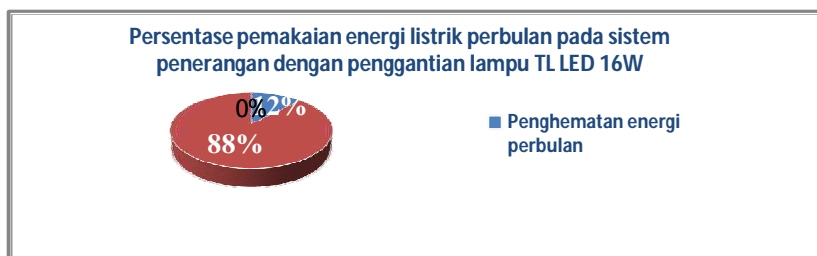 Persentase pemakaian energi listrik perbulan pada sistem
penerangan dengan penggantian lampu TL LED 16W
0%
12%
88%
Penghematan energi
perbulan